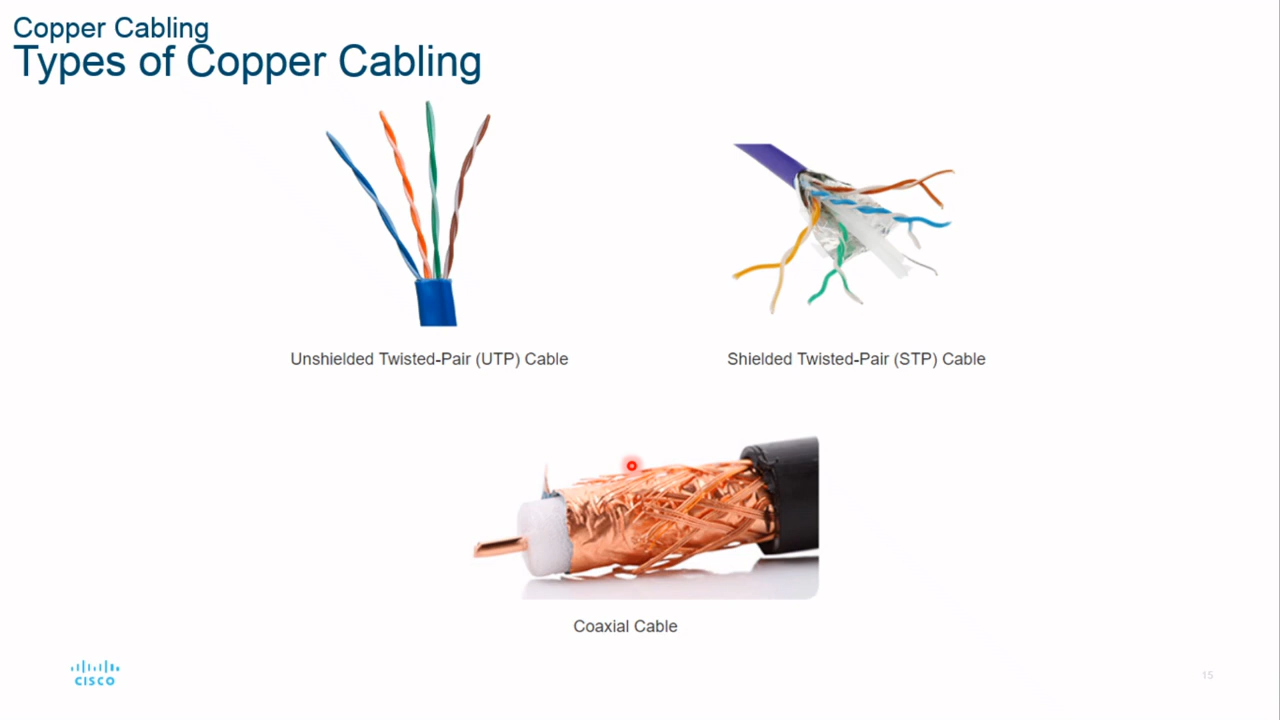 Copper Cabling
Types of Copper Cabling
Unshielded Twisted-Pair (UTP) Cable
Shielded Twisted-Pair (STP) Cable
Coaxial Cable
CISCO
15